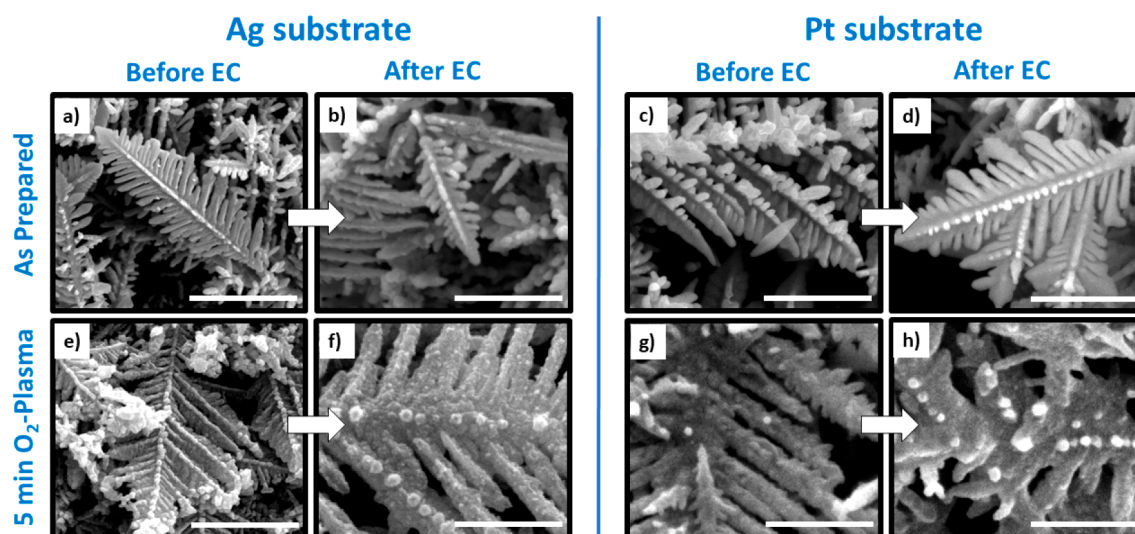 Ag substrate
Pt substrate
Before EC
After EC
Before EC
After EC
As Prepared
a)
b)
c)
d)
5 min O₂-Plasma
e)
f)
g)
h)